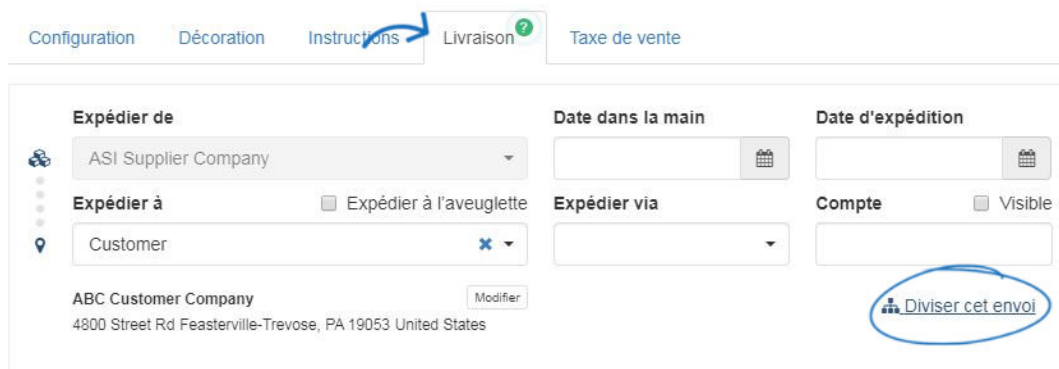 Configuration Décoration Instructions Livraison ? Taxe de vente
Expédier de Date dans la main Date d'expédition
ASI Supplier Company
Expédier à Expédier à l’aveuglette Expédier via Compte Visible
Customer
ABC Customer Company Modifier
4800 Street Rd Feasterville-Trevose, PA 19053 United States
Diviser cet envoi